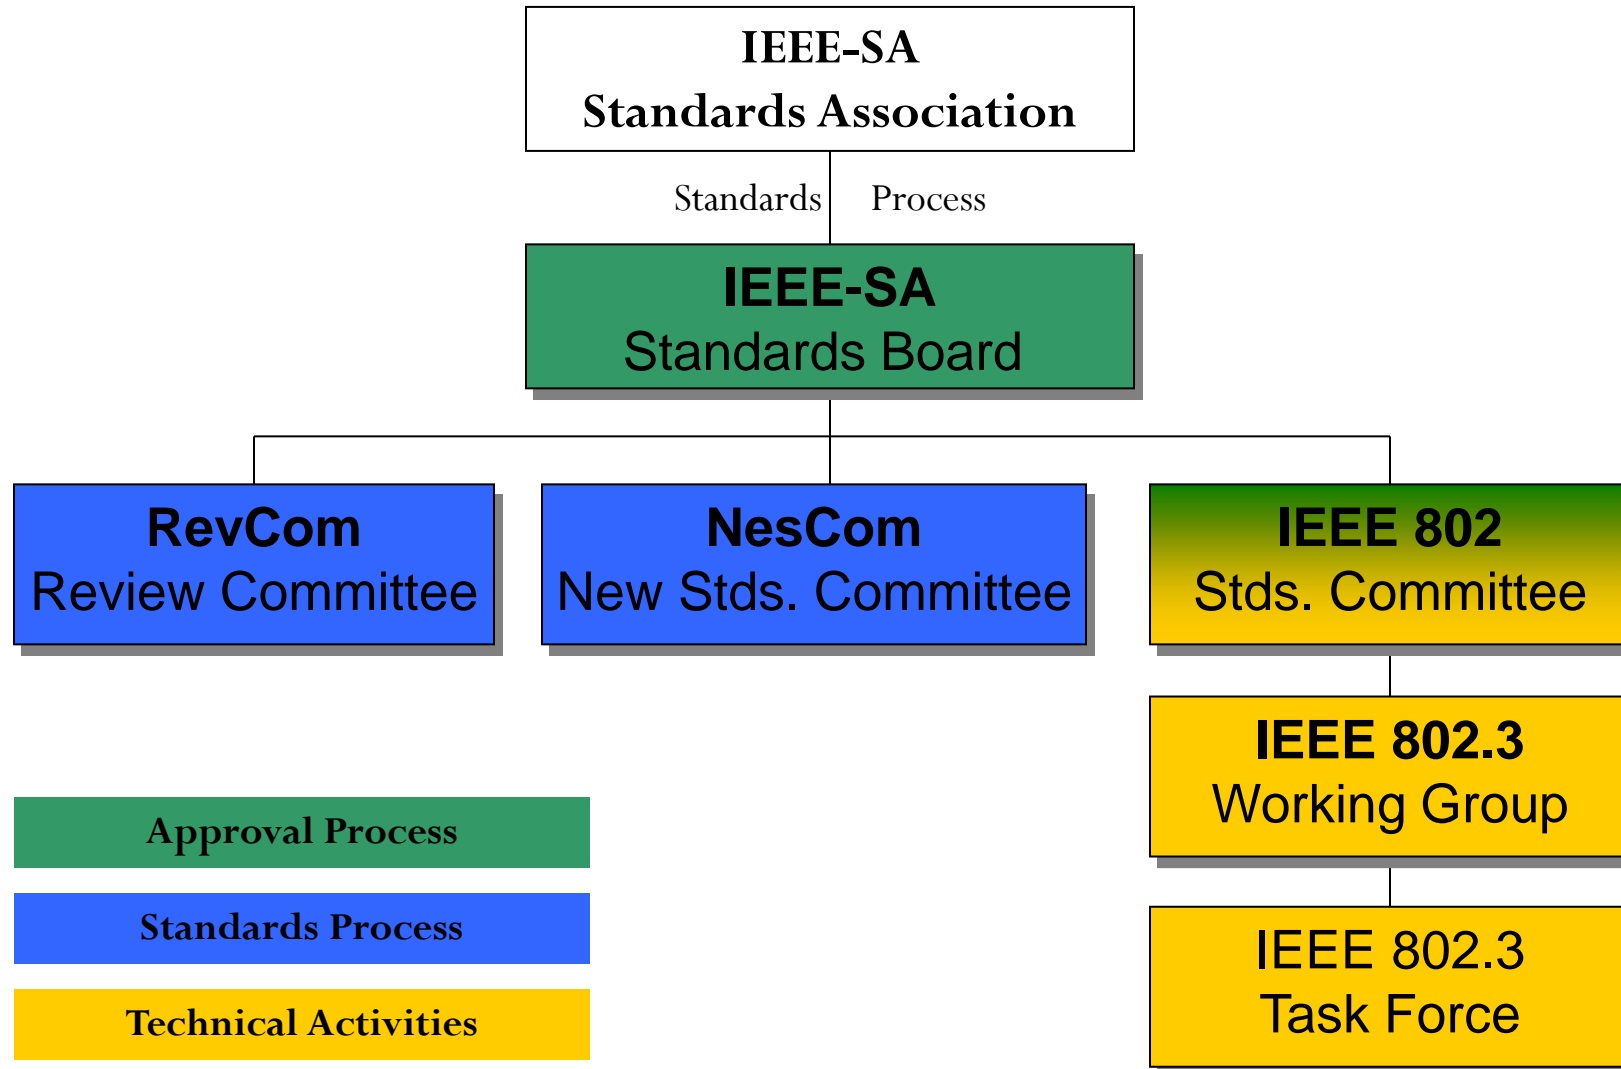 IEEE-SA
Standards Association
Standards Process
IEEE-SA
Standards Board
RevCom
Review Committee
NesCom
New Stds. Committee
IEEE 802
Stds. Committee
IEEE 802.3
Working Group
IEEE 802.3
Task Force
Approval Process
Standards Process
Technical Activities